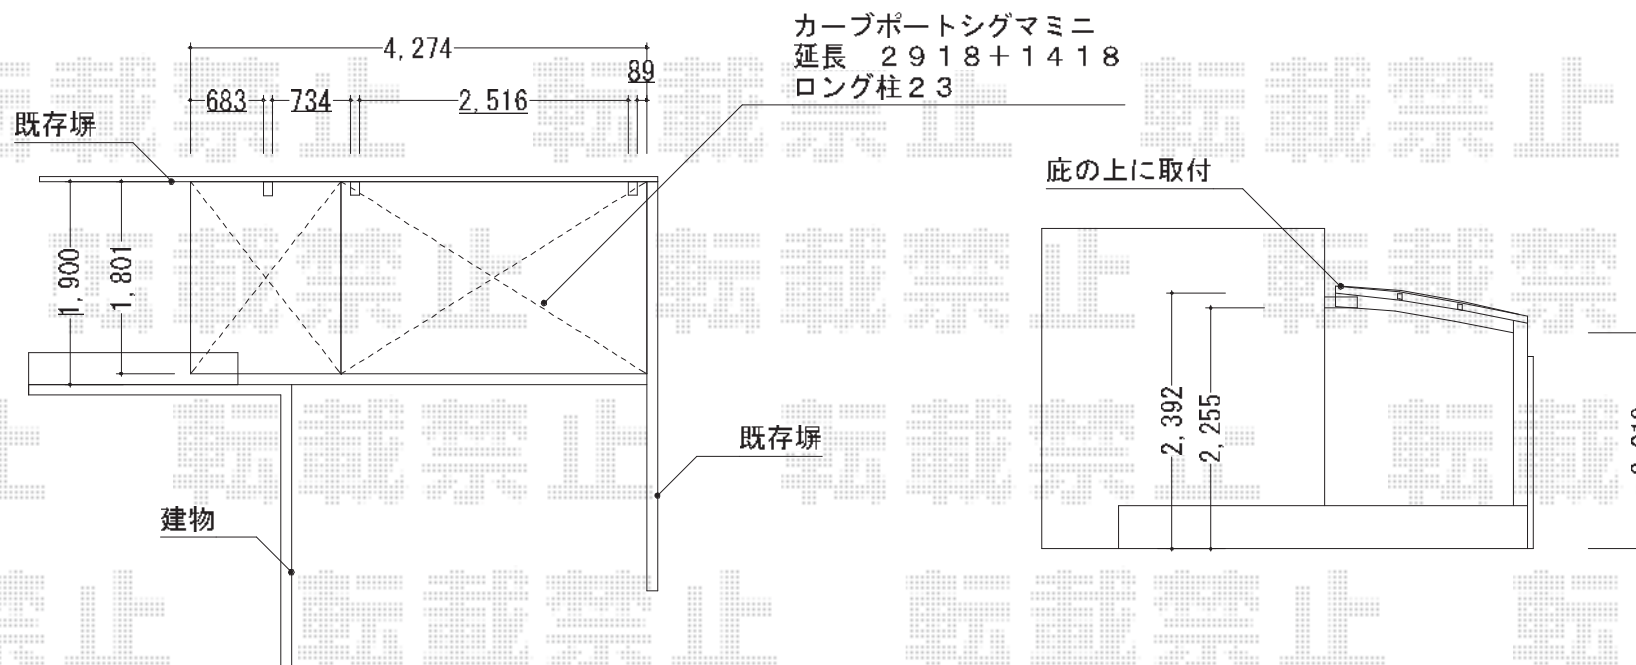 カーブポートシグマミニ
延長　２９１８＋１４１８
ロング柱２３
4,274
89
683
734
2,516
既存塀
庇の上に取付
1,900
1,801
2,392
2,255
既存塀
建物
転載禁止